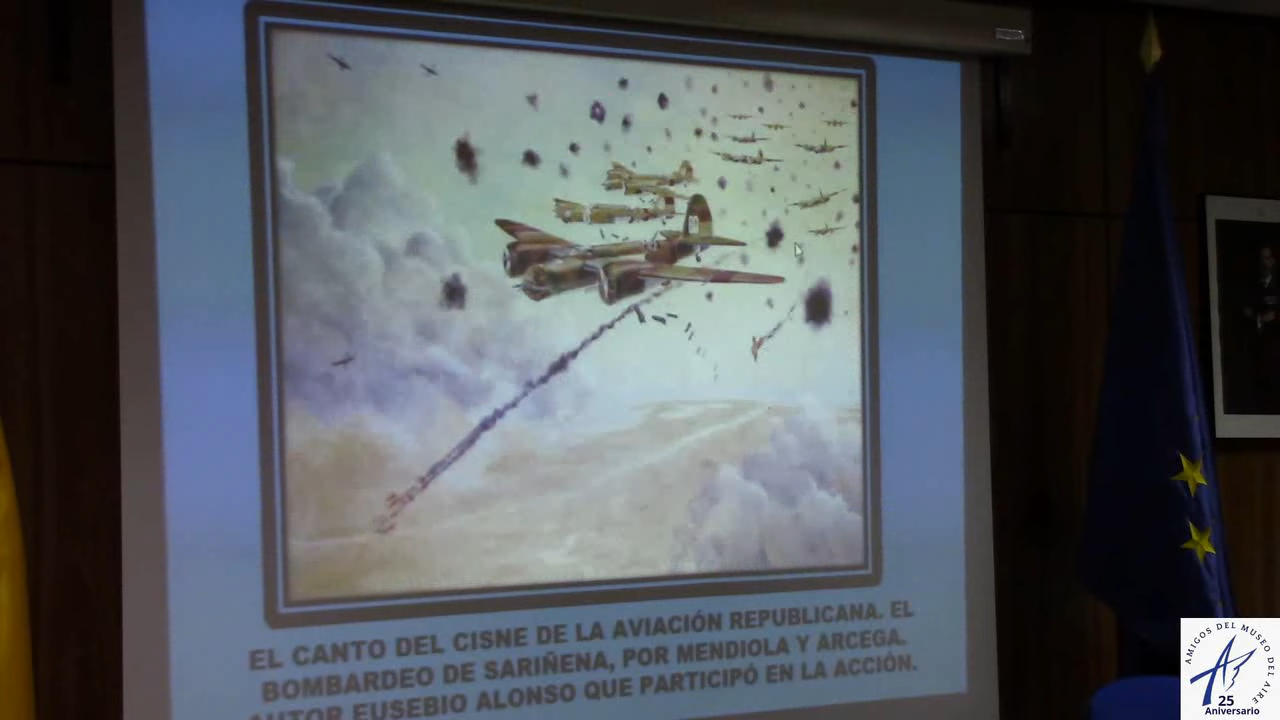 EL CANTO DEL CISNE DE LA AVIACIÓN REPUBLICANA. EL
BOMBARDEO DE SARIÑENA, POR MENDIOLA Y ARCEGA.
AUTOR EUSEBIO ALONSO QUE PARTICIPÓ EN LA ACCIÓN.
AMIGOS DEL MUSEO DEL AIRE
25
Aniversario